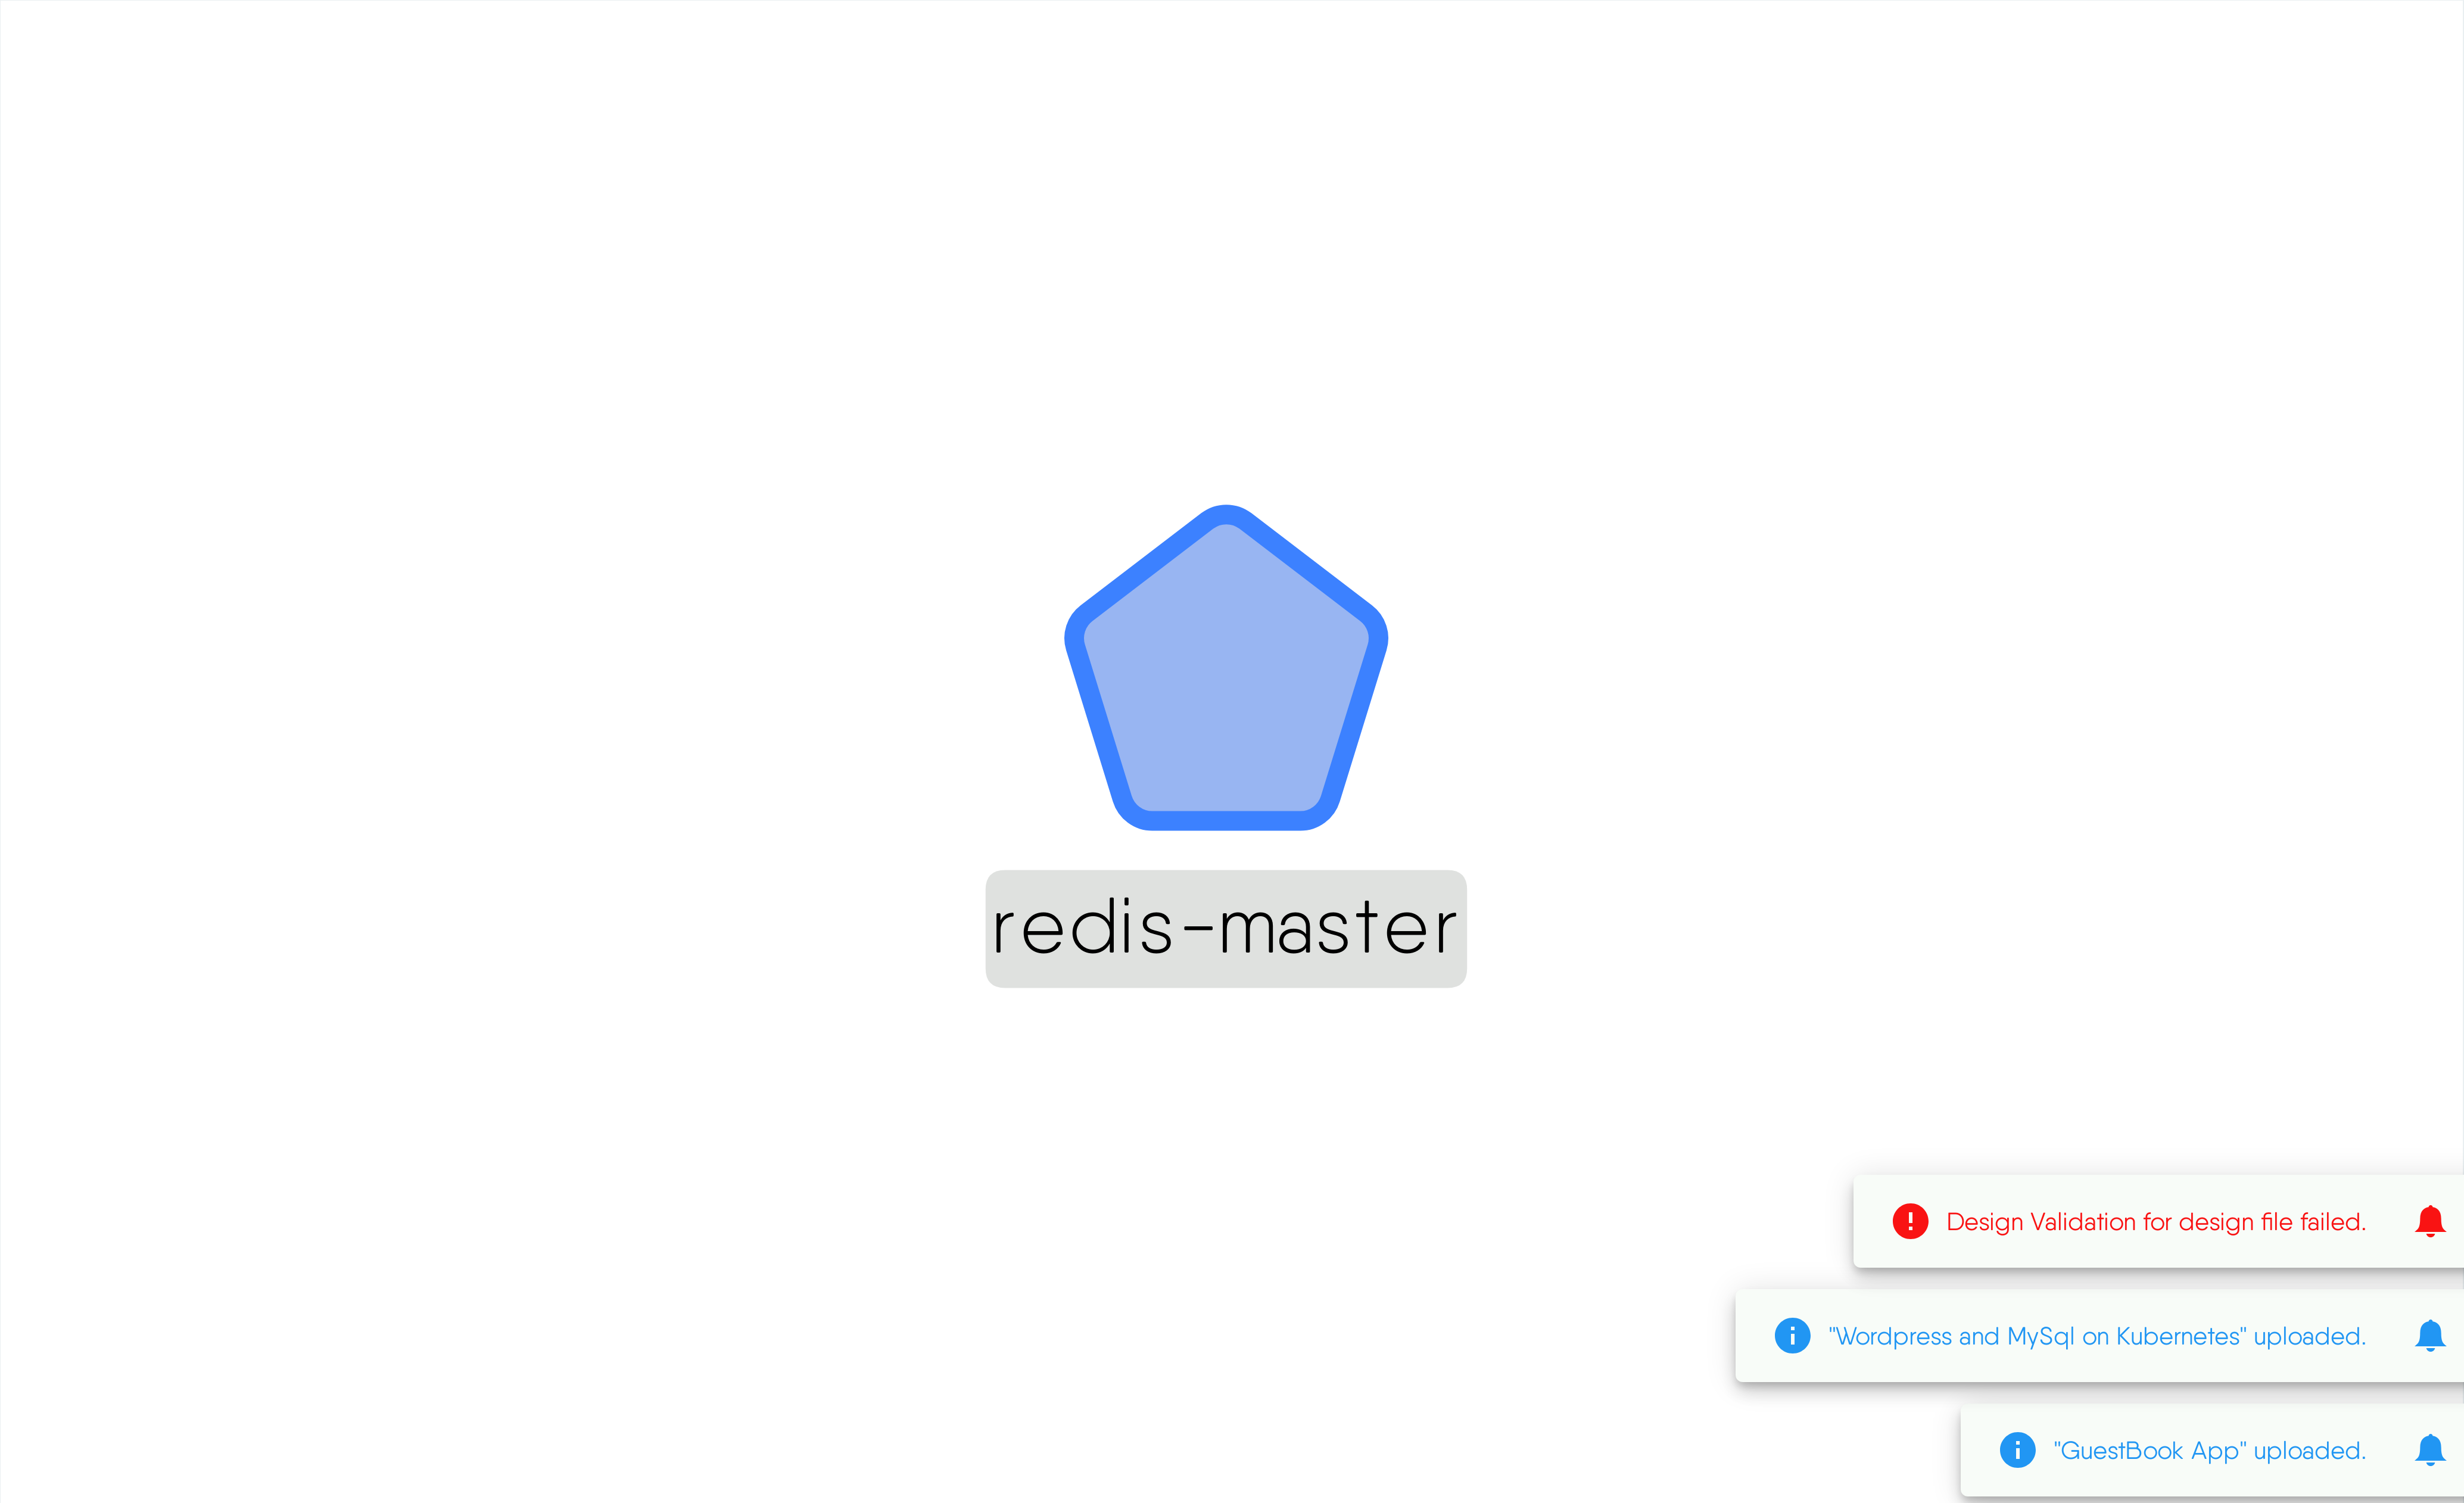 redis-master
Design Validation for design file failed.
"Wordpress and MySql on Kubernetes" uploaded.
"GuestBook App" uploaded.